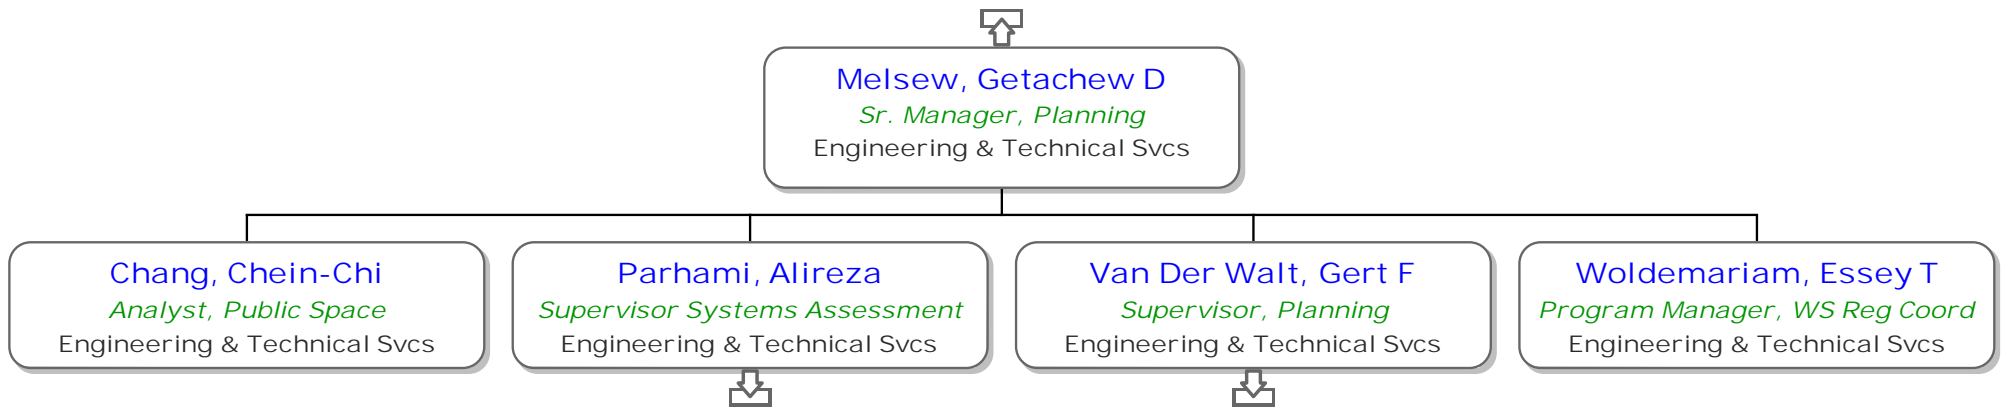 Melsew, Getachew D
Sr. Manager, Planning
Engineering & Technical Svcs
Chang, Chein-Chi
Analyst, Public Space
Engineering & Technical Svcs
Parhami, Alireza
Supervisor Systems Assessment
Engineering & Technical Svcs
Van Der Walt, Gert F
Supervisor, Planning
Engineering & Technical Svcs
Woldemariam, Essey T
Program Manager, WS Reg Coord
Engineering & Technical Svcs